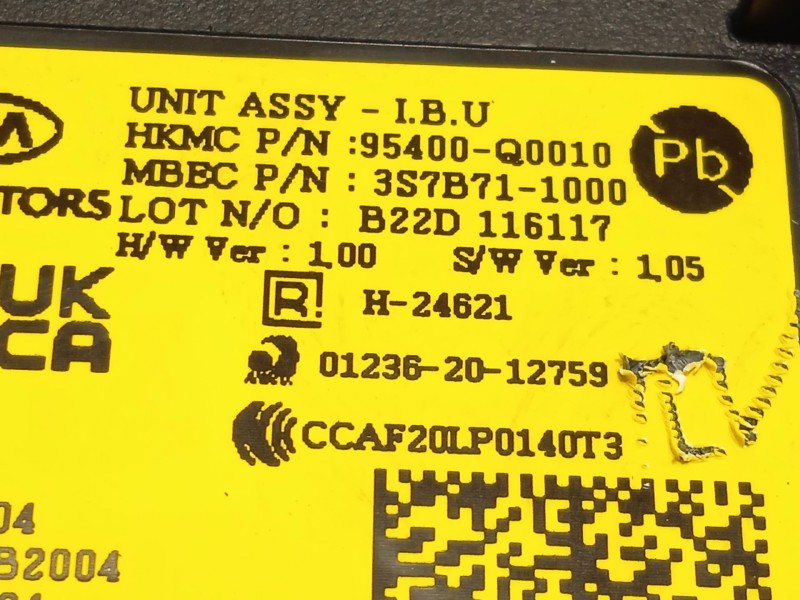 UNIT ASSY - I.B.U
HKMC P/N :95400-Q0010
MBEC P/N : 3S7B71-1000
TORS
LOT N/O : B22D 116117
H/W Ver : 1.00 S/W Ver : 1.05
Pb
UK
CA
R
H-24621
01236-20-12759
CCAF20LP0140T3
04
B2004